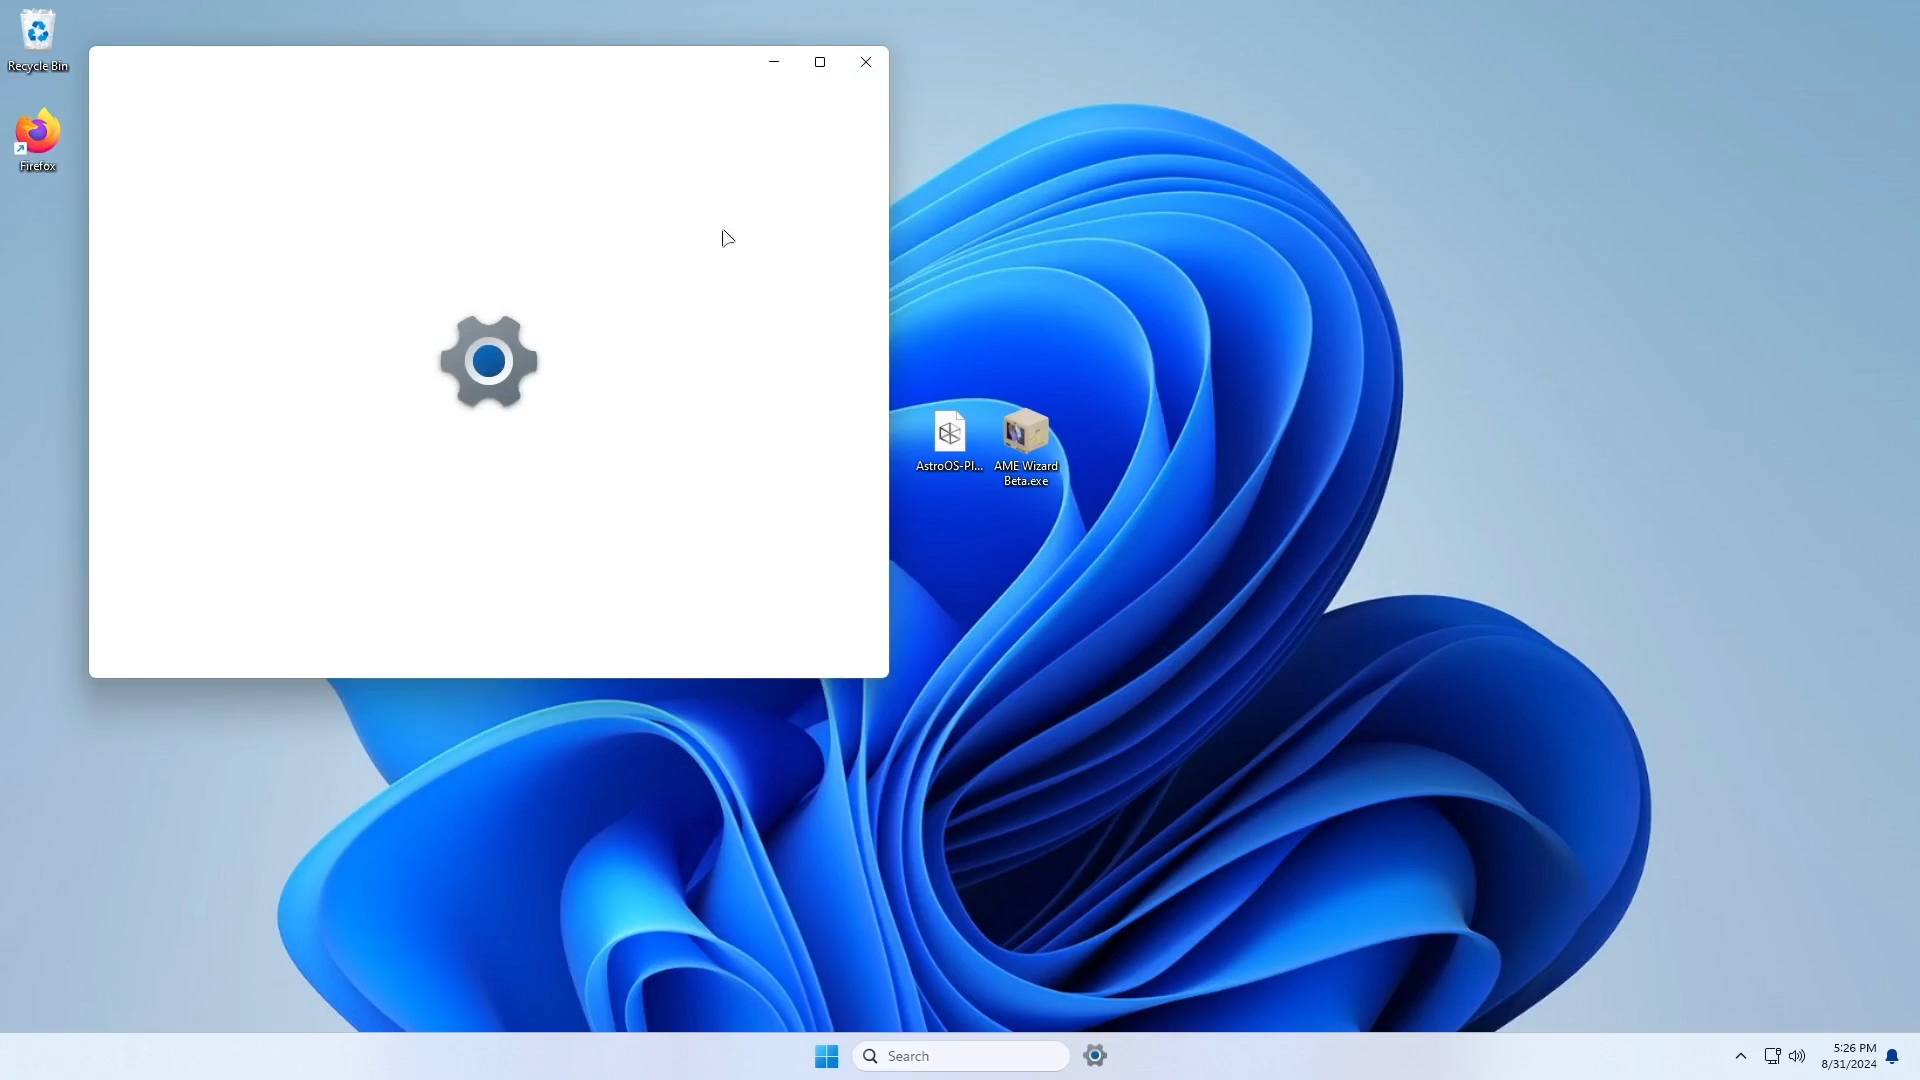 Recycle Bin
Firefox
AstroOS-Pl...
AME Wizard
Beta.exe
Search
5:26 PM
8/31/2024